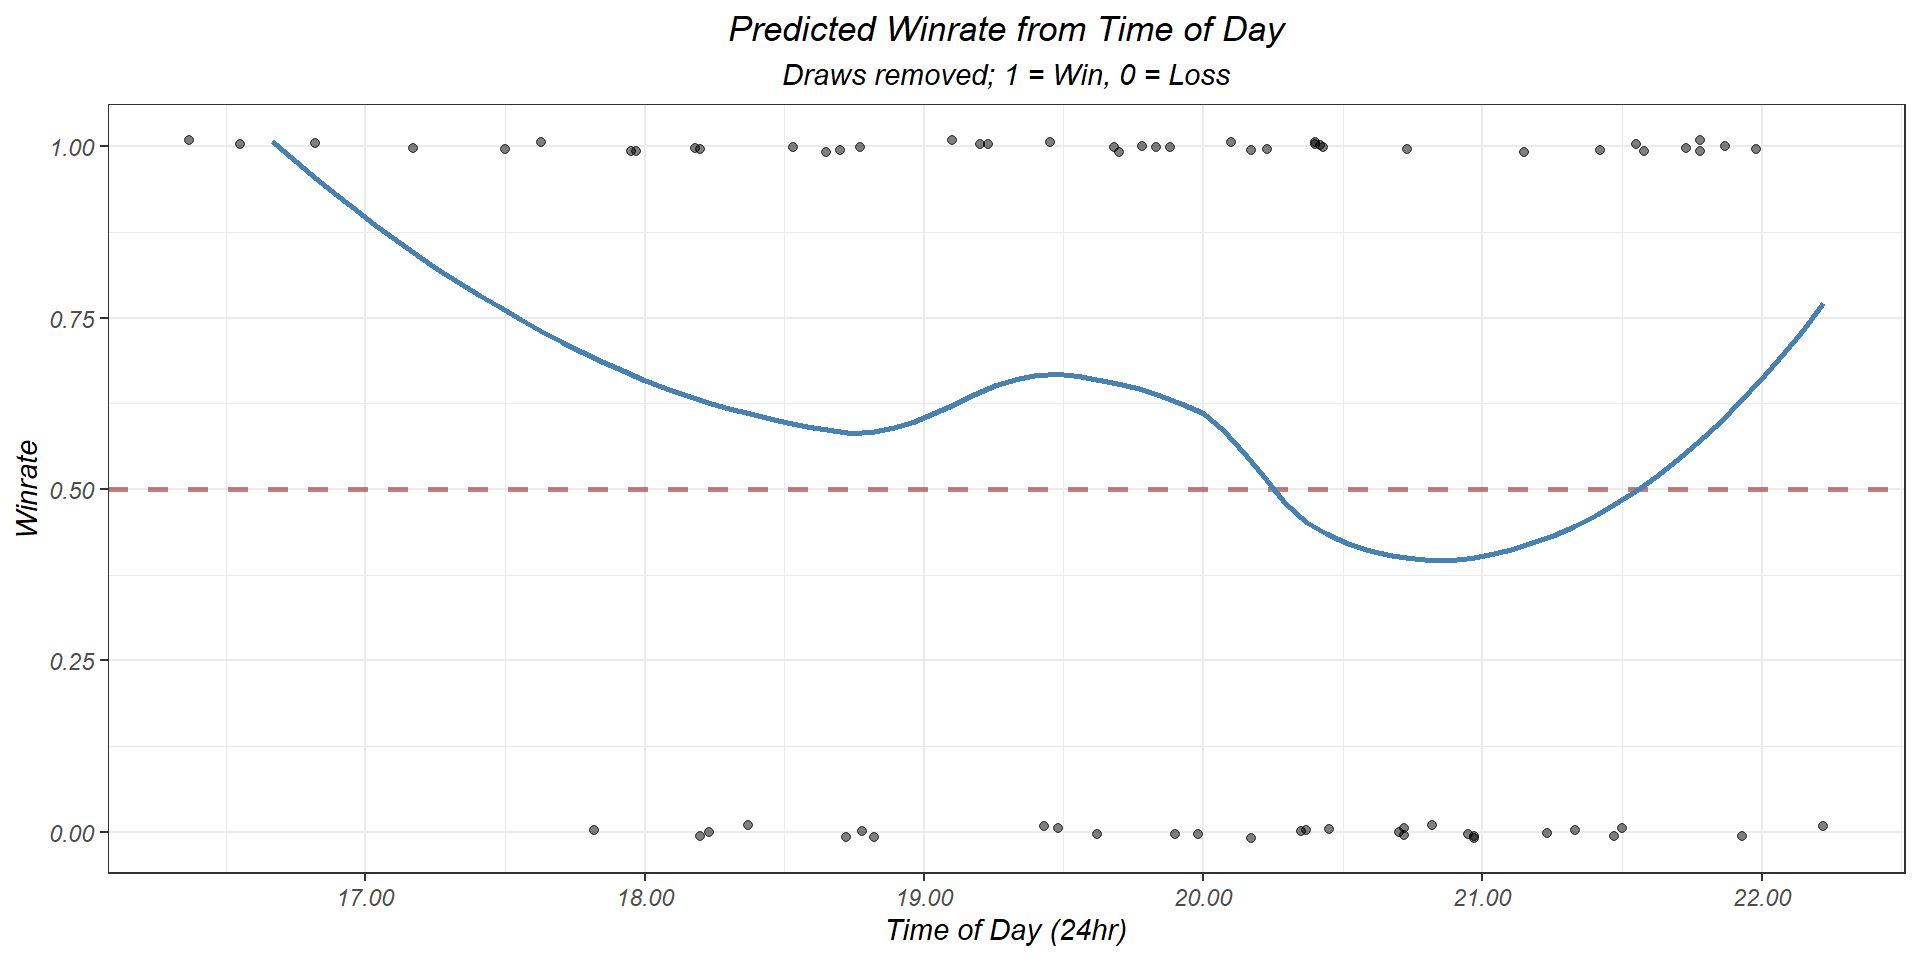 Predicted Winrate from Time of Day
Draws removed; 1 = Win, 0 = Loss
Winrate
1.00
0.75
0.50
0.25
0.00
17.00 18.00 19.00 20.00 21.00 22.00
Time of Day (24hr)